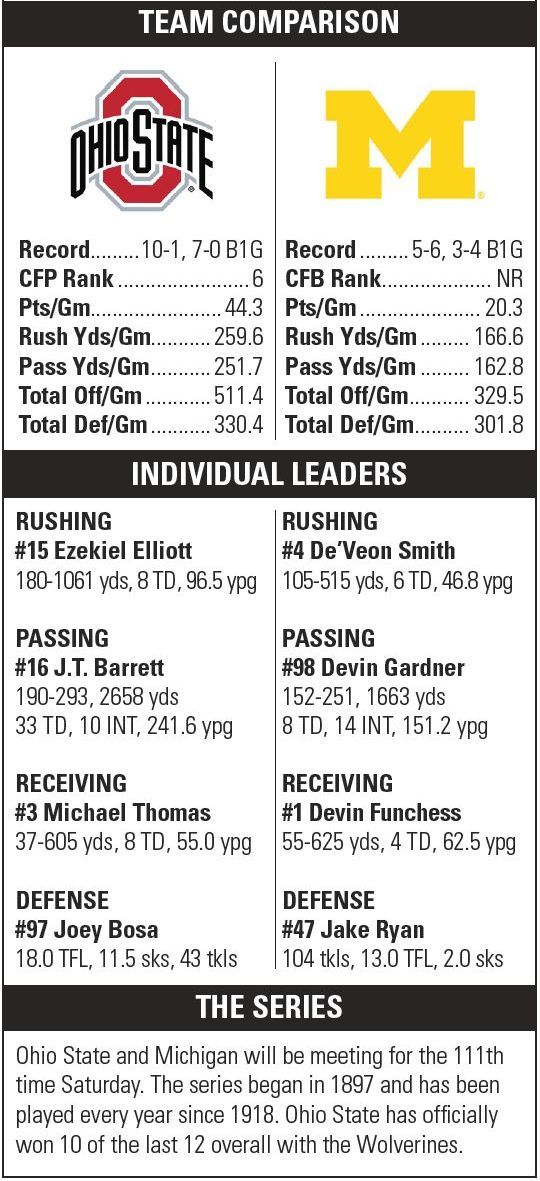 TEAM COMPARISON
OHIO STATE
M
Record.........10-1, 7-0 B1G
CFP Rank........................6
Pts/Gm........................44.3
Rush Yds/Gm...........259.6
Pass Yds/Gm...........251.7
Total Off/Gm............511.4
Total Def/Gm...........330.4
Record.........5-6, 3-4 B1G
CFB Rank....................NR
Pts/Gm......................20.3
Rush Yds/Gm.........166.6
Pass Yds/Gm.........162.8
Total Off/Gm...........329.5
Total Def/Gm..........301.8
INDIVIDUAL LEADERS
RUSHING
#15 Ezekiel Elliott
180-1061 yds, 8 TD, 96.5 ypg
PASSING
#16 J.T. Barrett
190-293, 2658 yds
33 TD, 10 INT, 241.6 ypg
RECEIVING
#3 Michael Thomas
37-605 yds, 8 TD, 55.0 ypg
DEFENSE
#97 Joey Bosa
18.0 TFL, 11.5 sks, 43 tkls
RUSHING
#4 De’Veon Smith
105-515 yds, 6 TD, 46.8 ypg
PASSING
#98 Devin Gardner
152-251, 1663 yds
8 TD, 14 INT, 151.2 ypg
RECEIVING
#1 Devin Funchess
55-625 yds, 4 TD, 62.5 ypg
DEFENSE
#47 Jake Ryan
104 tkls, 13.0 TFL, 2.0 sks
THE SERIES
Ohio State and Michigan will be meeting for the 111th
time Saturday. The series began in 1897 and has been
played every year since 1918. Ohio State has officially
won 10 of the last 12 overall with the Wolverines.